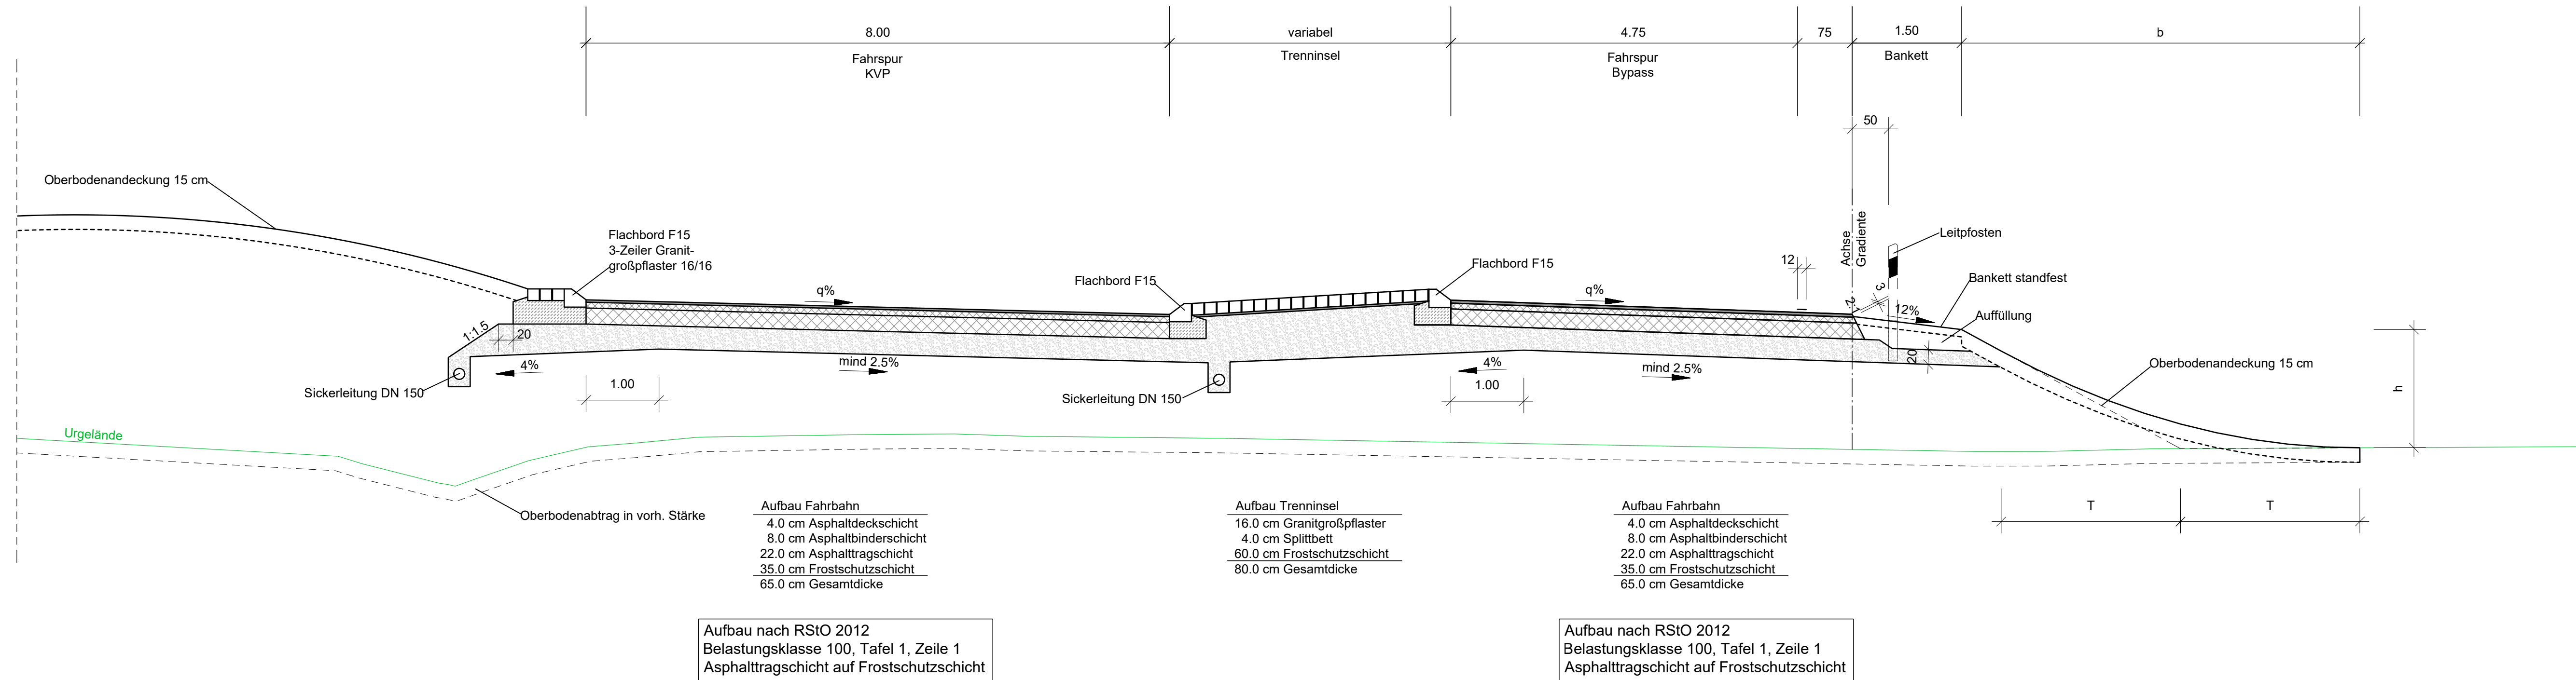 8.00
Fahrspur
KVP
variabel
Trenninsel
4.75
Fahrspur
Bypass
75
1.50
Bankett
b
50
Oberbodenandeckung 15 cm
Flachbord F15
3-Zeiler Granit-
großpflaster 16/16
Flachbord F15
Flachbord F15
12
Achse
Gradiente
Leitpfosten
Bankett standfest
Auffüllung
q%
q%
12
3
12%
1:1.5
20
20
4%
mind 2.5%
4%
mind 2.5%
Oberbodenandeckung 15 cm
1.00
1.00
h
Sickerleitung DN 150
Sickerleitung DN 150
Urgelände
Oberbodenabtrag in vorh. Stärke
T
T
Aufbau Fahrbahn
4.0 cm Asphaltdeckschicht
8.0 cm Asphaltbinderschicht
22.0 cm Asphalttragschicht
35.0 cm Frostschutzschicht
65.0 cm Gesamtdicke
Aufbau Trenninsel
16.0 cm Granitgroßpflaster
4.0 cm Splittbett
60.0 cm Frostschutzschicht
80.0 cm Gesamtdicke
Aufbau Fahrbahn
4.0 cm Asphaltdeckschicht
8.0 cm Asphaltbinderschicht
22.0 cm Asphalttragschicht
35.0 cm Frostschutzschicht
65.0 cm Gesamtdicke
Aufbau nach RStO 2012
Belastungsklasse 100, Tafel 1, Zeile 1
Asphalttragschicht auf Frostschutzschicht
Aufbau nach RStO 2012
Belastungsklasse 100, Tafel 1, Zeile 1
Asphalttragschicht auf Frostschutzschicht